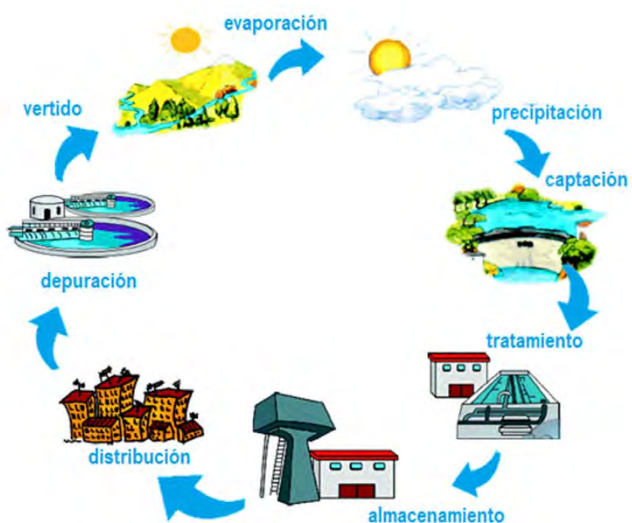 evaporación
precipitación
captación
tratamiento
almacenamiento
distribución
depuración
vertido